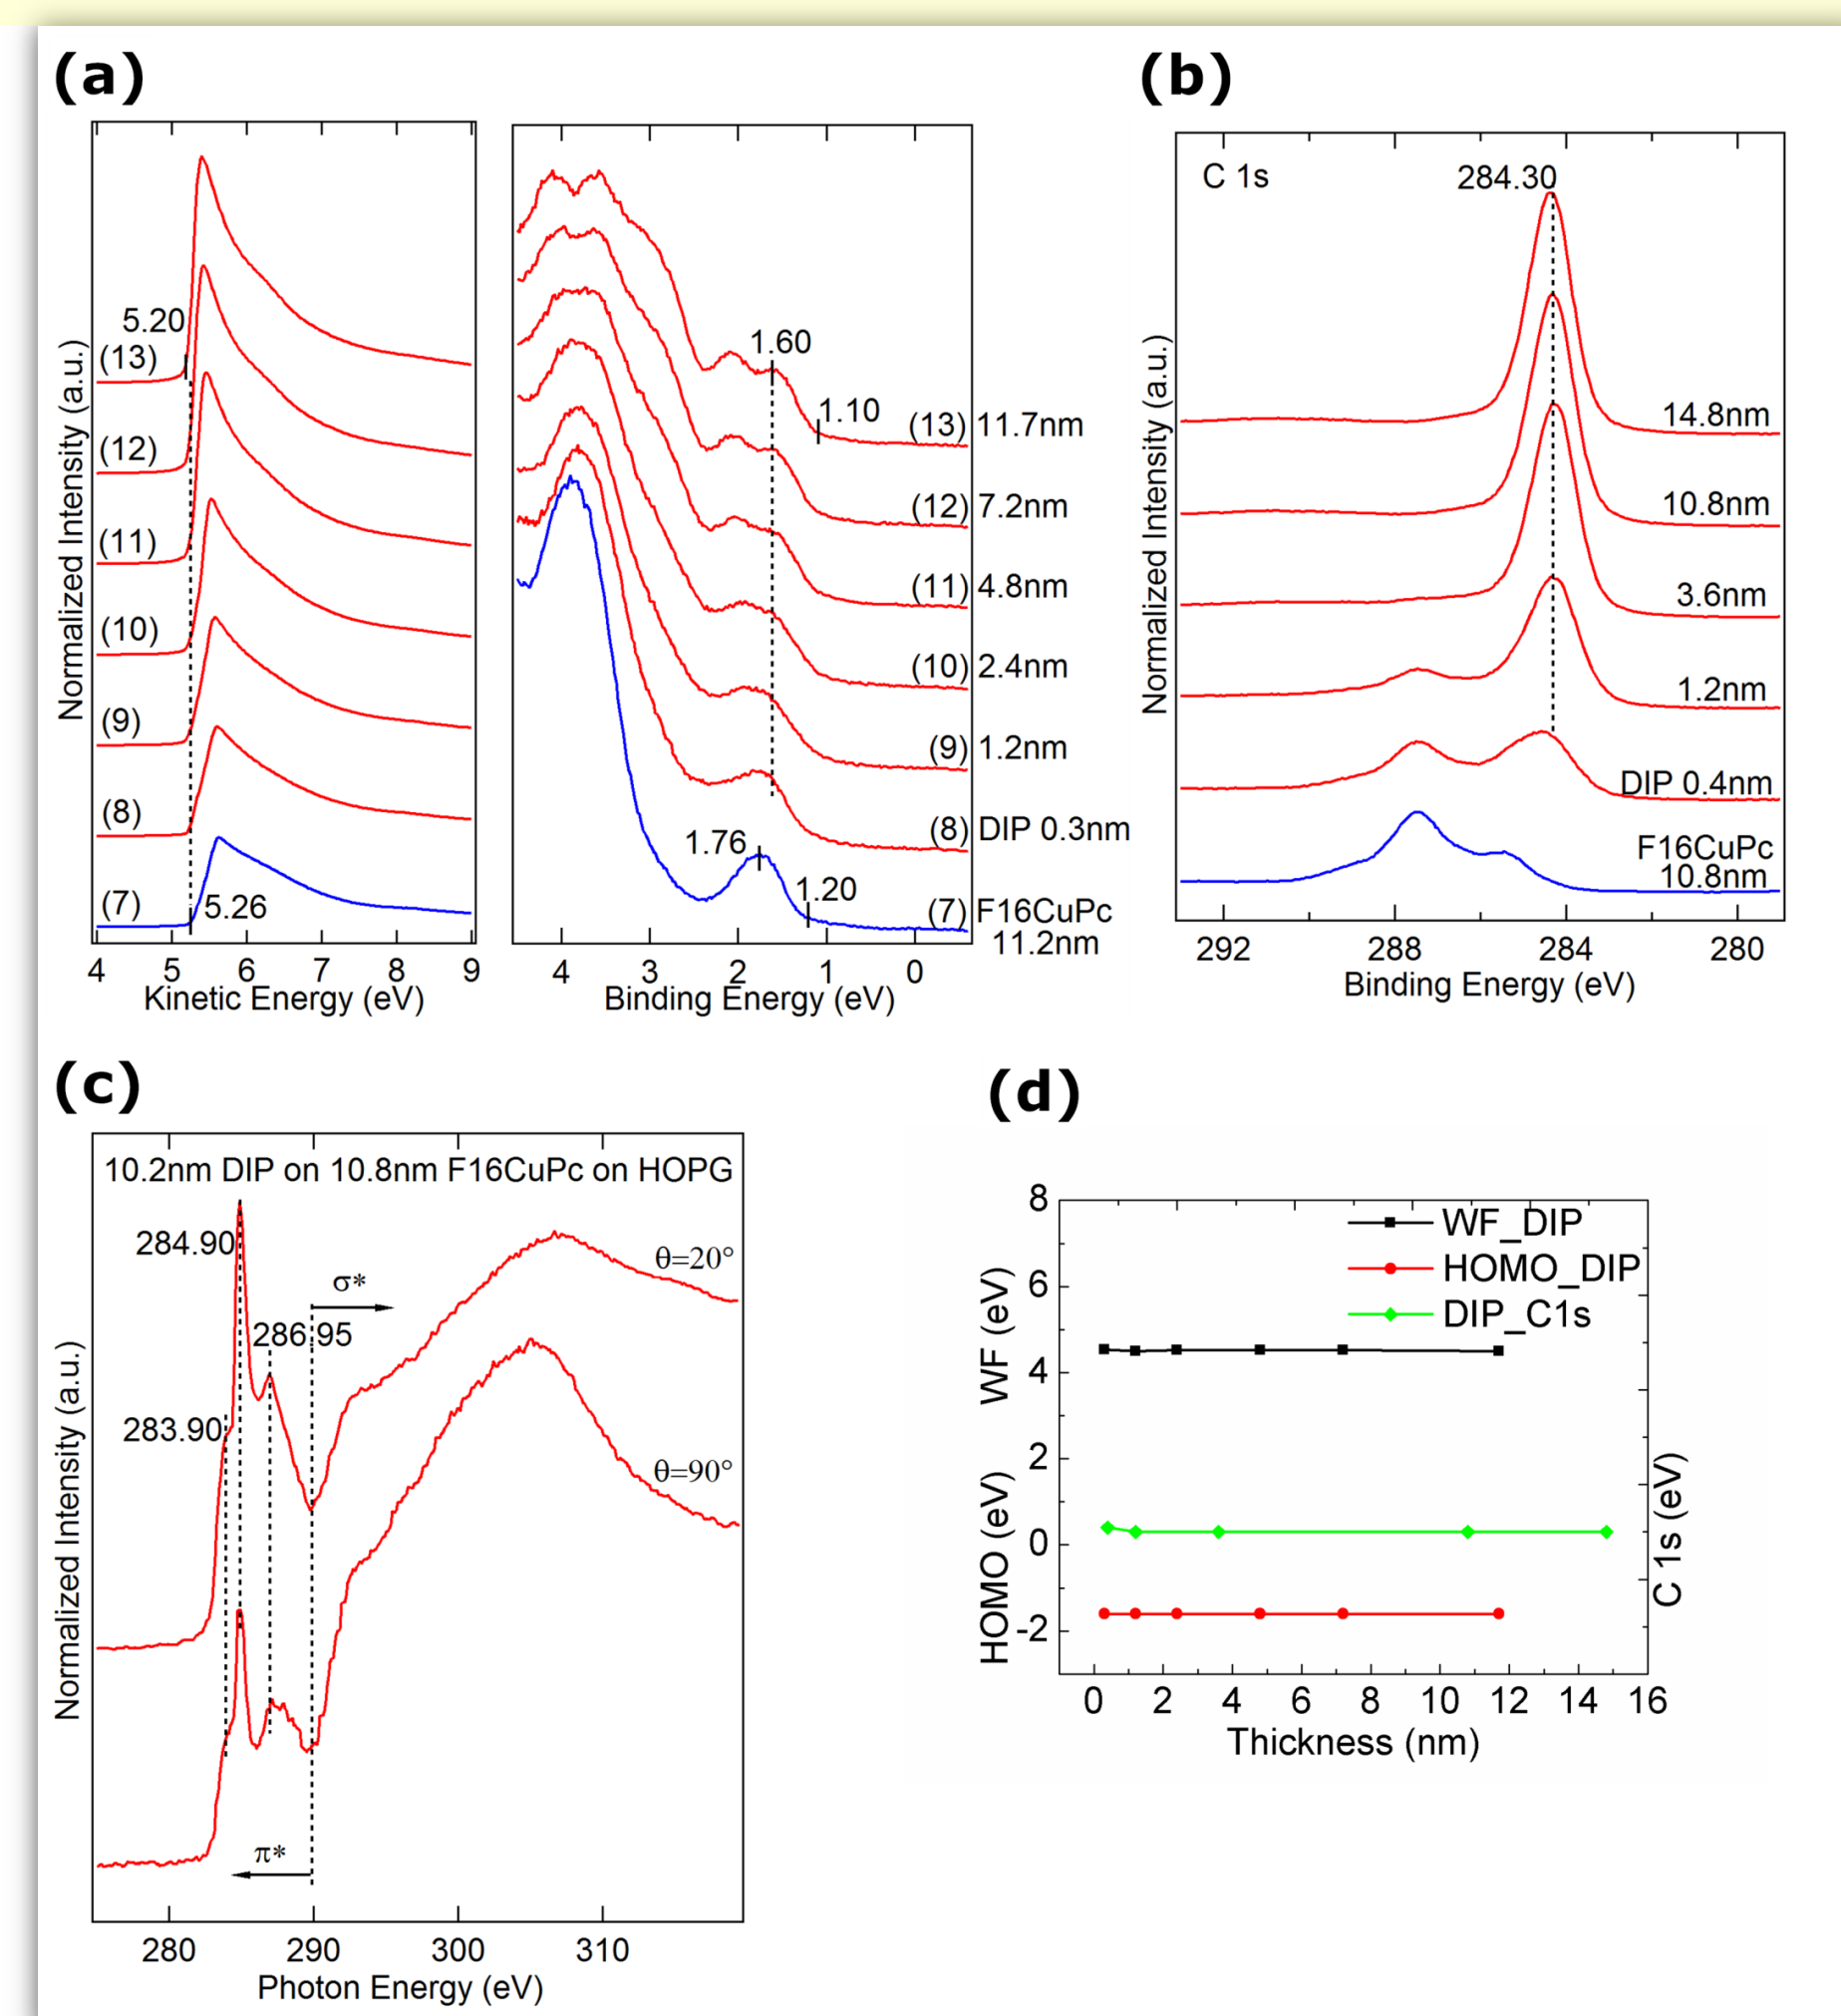 (a)
Normalized Intensity (a.u.)
5.20
(13)
(12)
(11)
(10)
(9)
(8)
(7)
5.26
4 5 6 7 8 9
Kinetic Energy (eV)
1.60
1.10
(13) 11.7nm
(12) 7.2nm
(11) 4.8nm
(10) 2.4nm
(9) 1.2nm
(8) DIP 0.3nm
1.76
1.20
(7) F16CuPc
11.2nm
4 3 2 1 0
Binding Energy (eV)
(b)
Normalized Intensity (a.u.)
C 1s
284.30
14.8nm
10.8nm
3.6nm
1.2nm
DIP 0.4nm
F16CuPc
10.8nm
292 288 284 280
Binding Energy (eV)
(c)
Normalized Intensity (a.u.)
10.2nm DIP on 10.8nm F16CuPc on HOPG
284.90
θ=20°
σ*
286.95
283.90
θ=90°
π*
280 290 300 310
Photon Energy (eV)
(d)
HOMO (eV) WF (eV)
8
6
4
2
0
-2
WF_DIP
HOMO_DIP
DIP_C1s
C 1s (eV)
0 2 4 6 8 10 12 14 16
Thickness (nm)